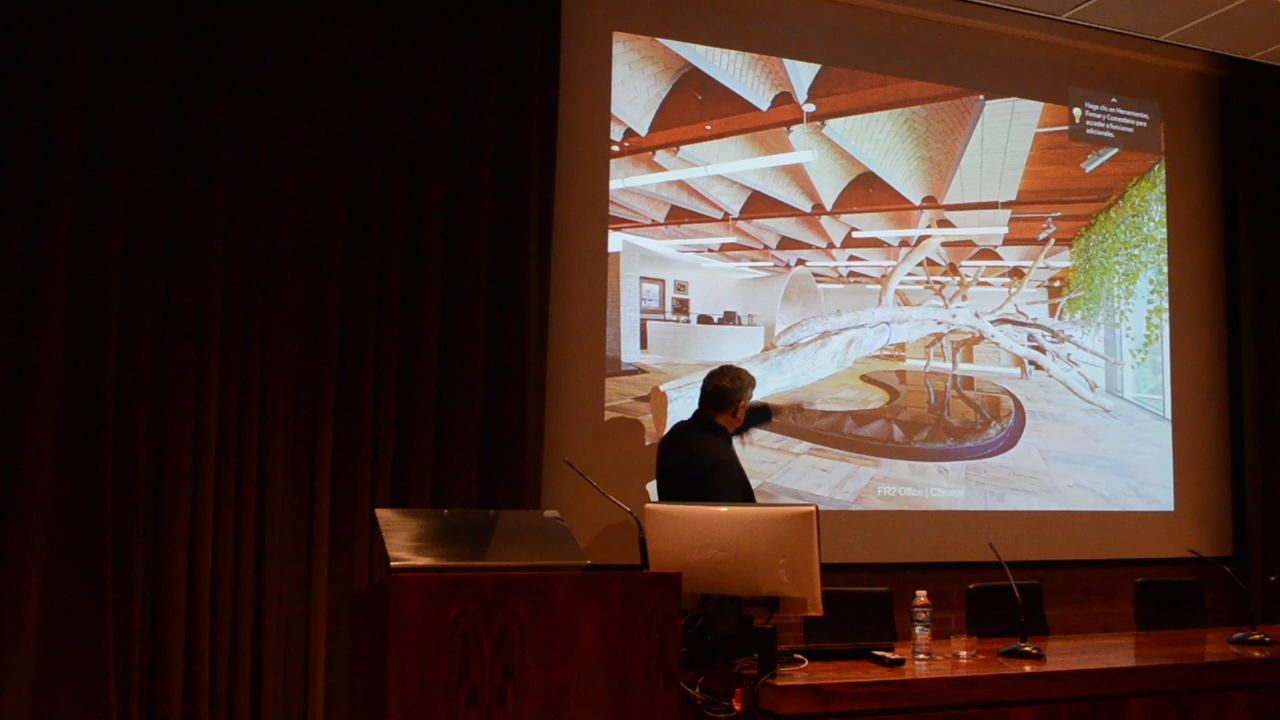 Haga clic en Herramientas,
Firmar y Comentario para
acceder a funciones
adicionales.
FR2 Office | Chicago